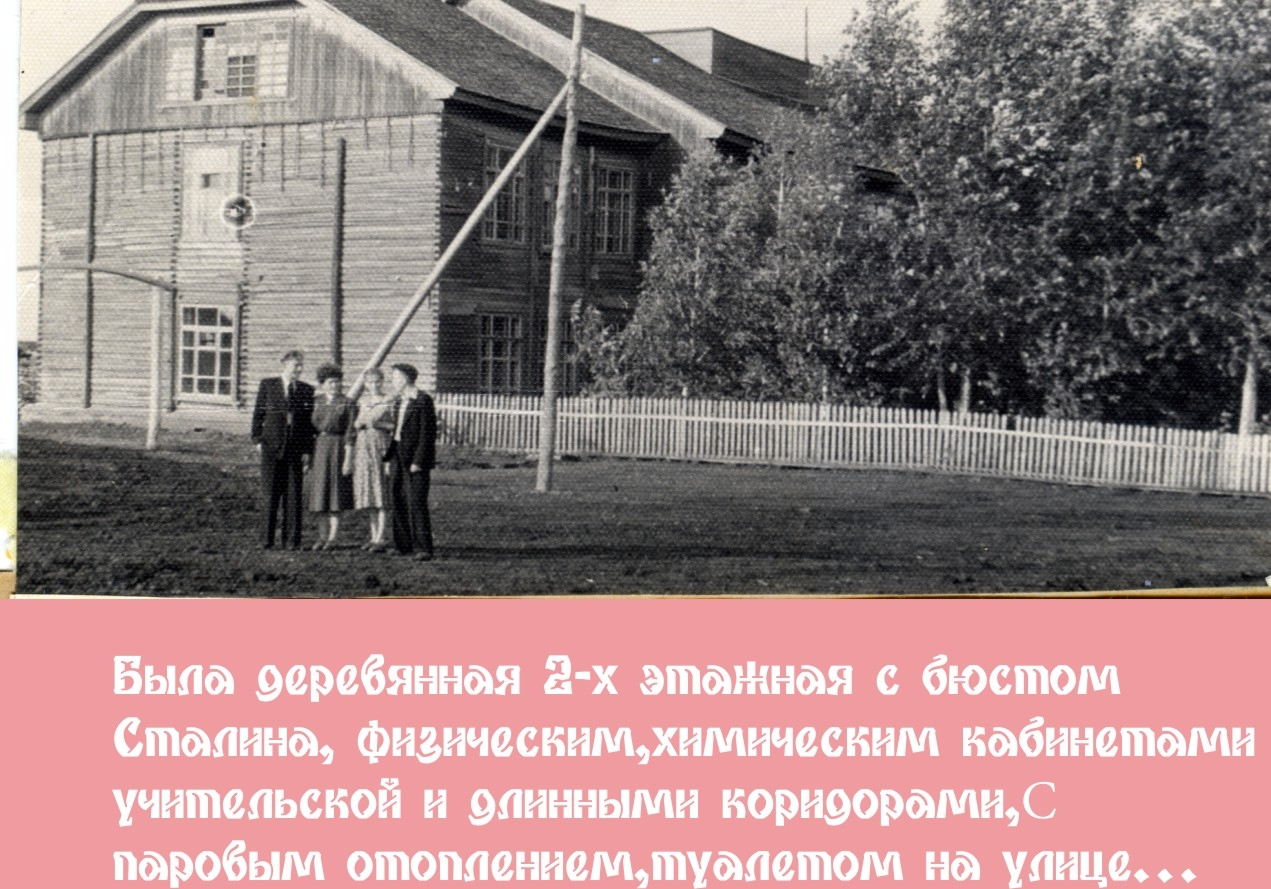 Была деревянная 2-х этажная с бюстом
Сталина, физическим,химическим кабинетами
учительской и длинными коридорами,С
паровым отоплением,туалетом на улице...